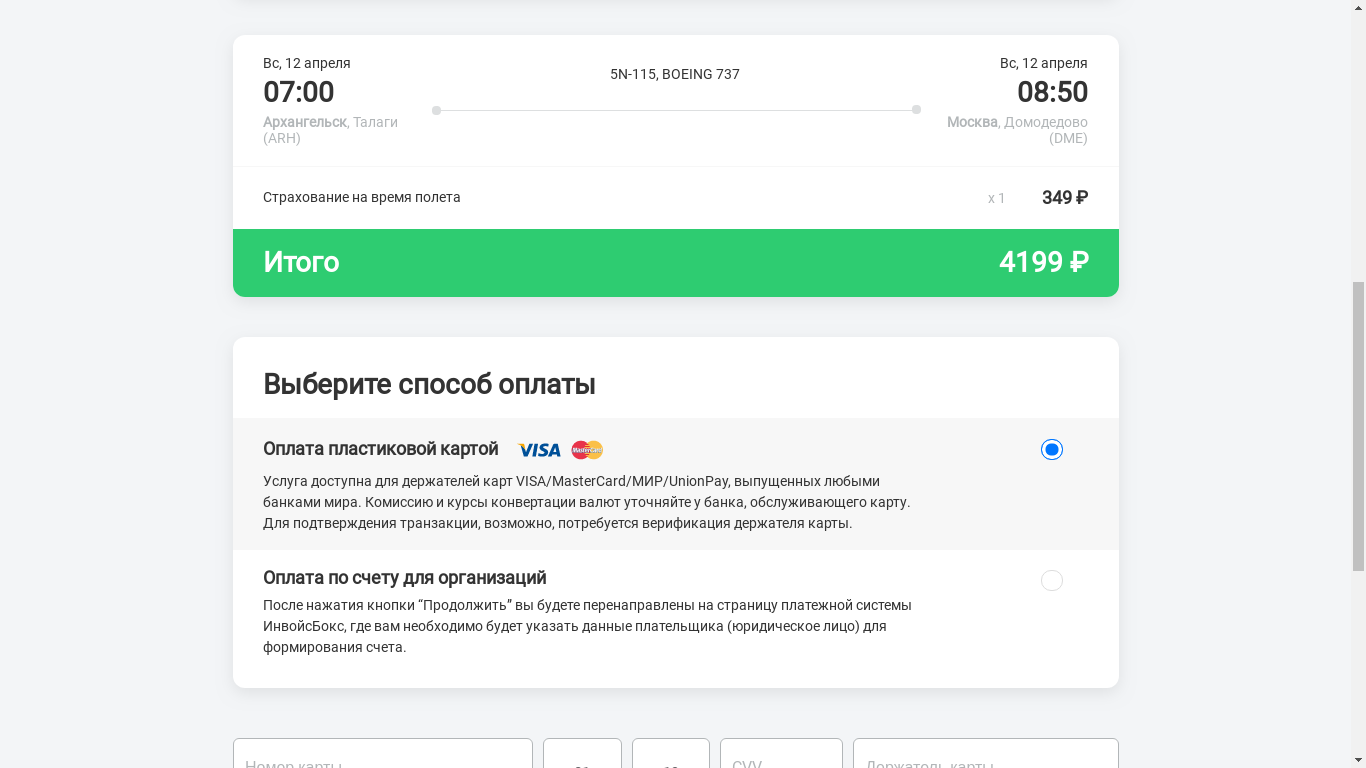 Вс, 12 апреля
07:00
Архангельск, Талаги
(ARH)
5N-115, BOEING 737
Вс, 12 апреля
08:50
Москва, Домодедово
(DME)
Страхование на время полета x 1 349 ₽
Итого 4199 ₽
Выберите способ оплаты
Оплата пластиковой картой VISA MasterCard
Услуга доступна для держателей карт VISA/MasterCard/МИР/UnionPay, выпущенных любыми
банками мира. Комиссию и курсы конвертации валют уточняйте у банка, обслуживающего карту.
Для подтверждения транзакции, возможно, потребуется верификация держателя карты.
Оплата по счету для организаций
После нажатия кнопки “Продолжить” вы будете перенаправлены на страницу платежной системы
ИнвойсБокс, где вам необходимо будет указать данные плательщика (юридическое лицо) для
формирования счета.
Номер карты CVV Держатель карты